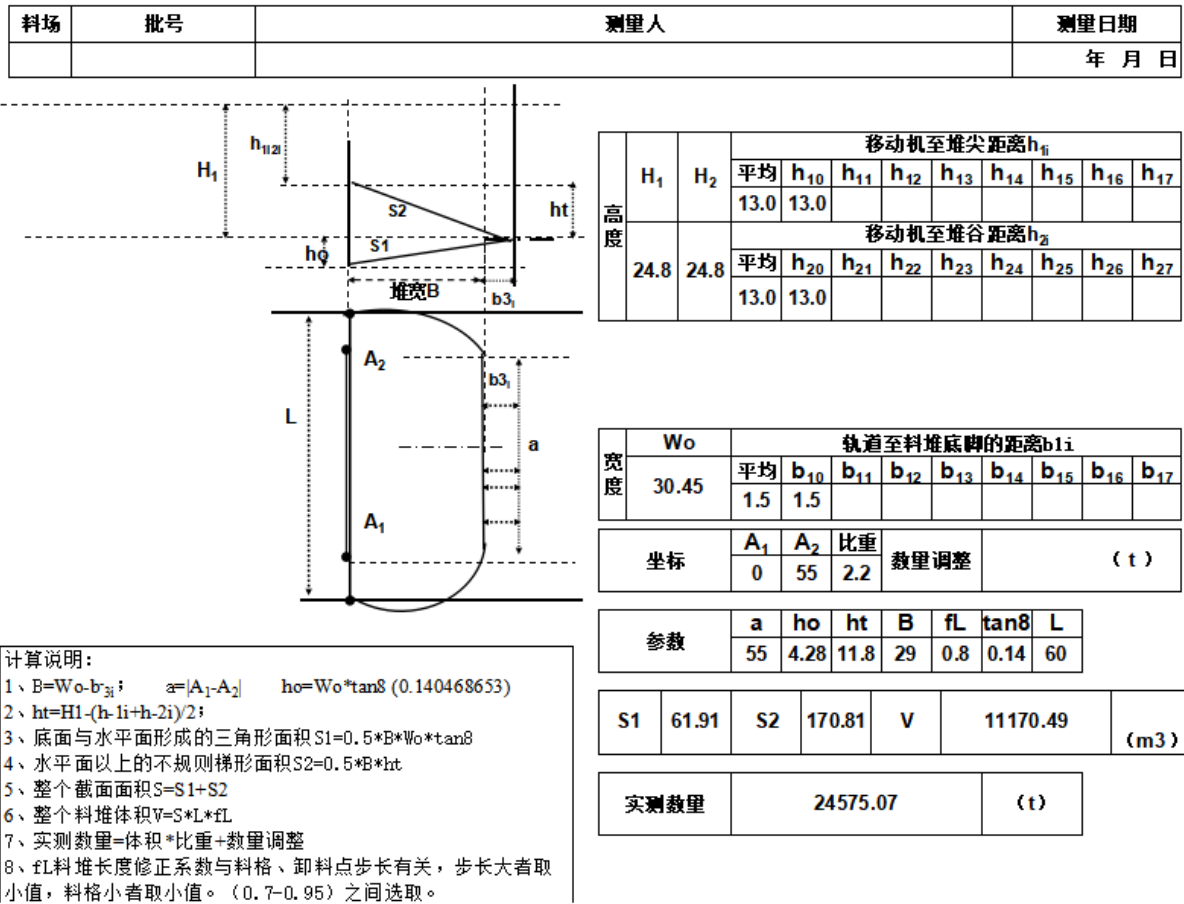 料场 批号 测量人 测量日期
年 月 日
H₁
h₁ᵢ₂ᵢ
S2
ht
S1
ho
堆宽B
b3ᵢ
A₂
b3ᵢ
L
a
A₁
高度 H₁ H₂ 移动机至堆尖距离h₁ᵢ
平均 h₁₀ h₁₁ h₁₂ h₁₃ h₁₄ h₁₅ h₁₆ h₁₇
13.0 13.0
24.8 24.8 移动机至堆谷距离h₂ᵢ
平均 h₂₀ h₂₁ h₂₂ h₂₃ h₂₄ h₂₅ h₂₆ h₂₇
13.0 13.0
宽度 Wo 轨道至料堆底脚的距离b1i
30.45 平均 b₁₀ b₁₁ b₁₂ b₁₃ b₁₄ b₁₅ b₁₆ b₁₇
1.5 1.5
坐标 A₁ A₂ 比重 数量调整 (t)
0 55 2.2
参数 a ho ht B fL tan8 L
55 4.28 11.8 29 0.8 0.14 60
S1 61.91 S2 170.81 V 11170.49 (m3)
实测数量 24575.07 (t)
计算说明：
1、B=Wo-b-₃ᵢ； a=|A₁-A₂| ho=Wo*tan8 (0.140468653)
2、ht=H1-(h-1i+h-2i)/2；
3、底面与水平面形成的三角形面积S1=0.5*B*Wo*tan8
4、水平面以上的不规则梯形面积S2=0.5*B*ht
5、整个截面面积S=S1+S2
6、整个料堆体积V=S*L*fL
7、实测数量=体积*比重+数量调整
8、fL料堆长度修正系数与料格、卸料点步长有关，步长大者取
小值，料格小者取小值。（0.7-0.95）之间选取。